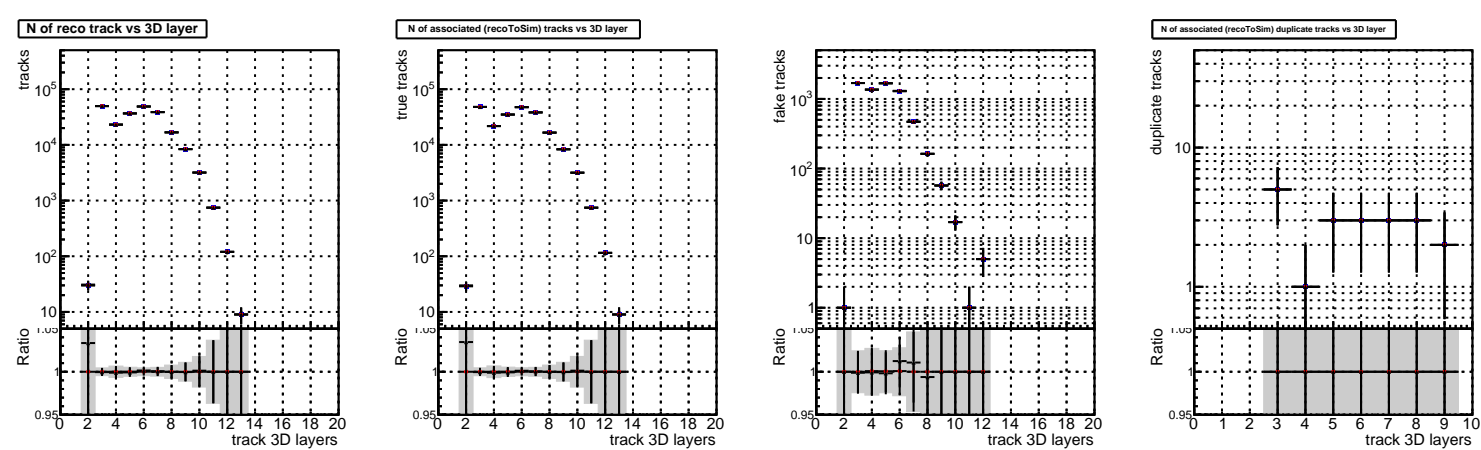 N of reco track vs 3D layer
N of associated (recoToSim) tracks vs 3D layer
N of associated (recoToSim) duplicate tracks vs 3D layer
tracks
10^5
10^4
10^3
10^2
10
Ratio
1.05
1
0.95
0 2 4 6 8 10 12 14 16 18 20
track 3D layers
true tracks
10^5
10^4
10^3
10^2
10
Ratio
1.05
1
0.95
0 2 4 6 8 10 12 14 16 18 20
track 3D layers
fake tracks
10^3
10^2
10
1
Ratio
1.05
1
0.95
0 2 4 6 8 10 12 14 16 18 20
track 3D layers
duplicate tracks
10
1
Ratio
1.05
1
0.95
0 1 2 3 4 5 6 7 8 9 10
track 3D layers